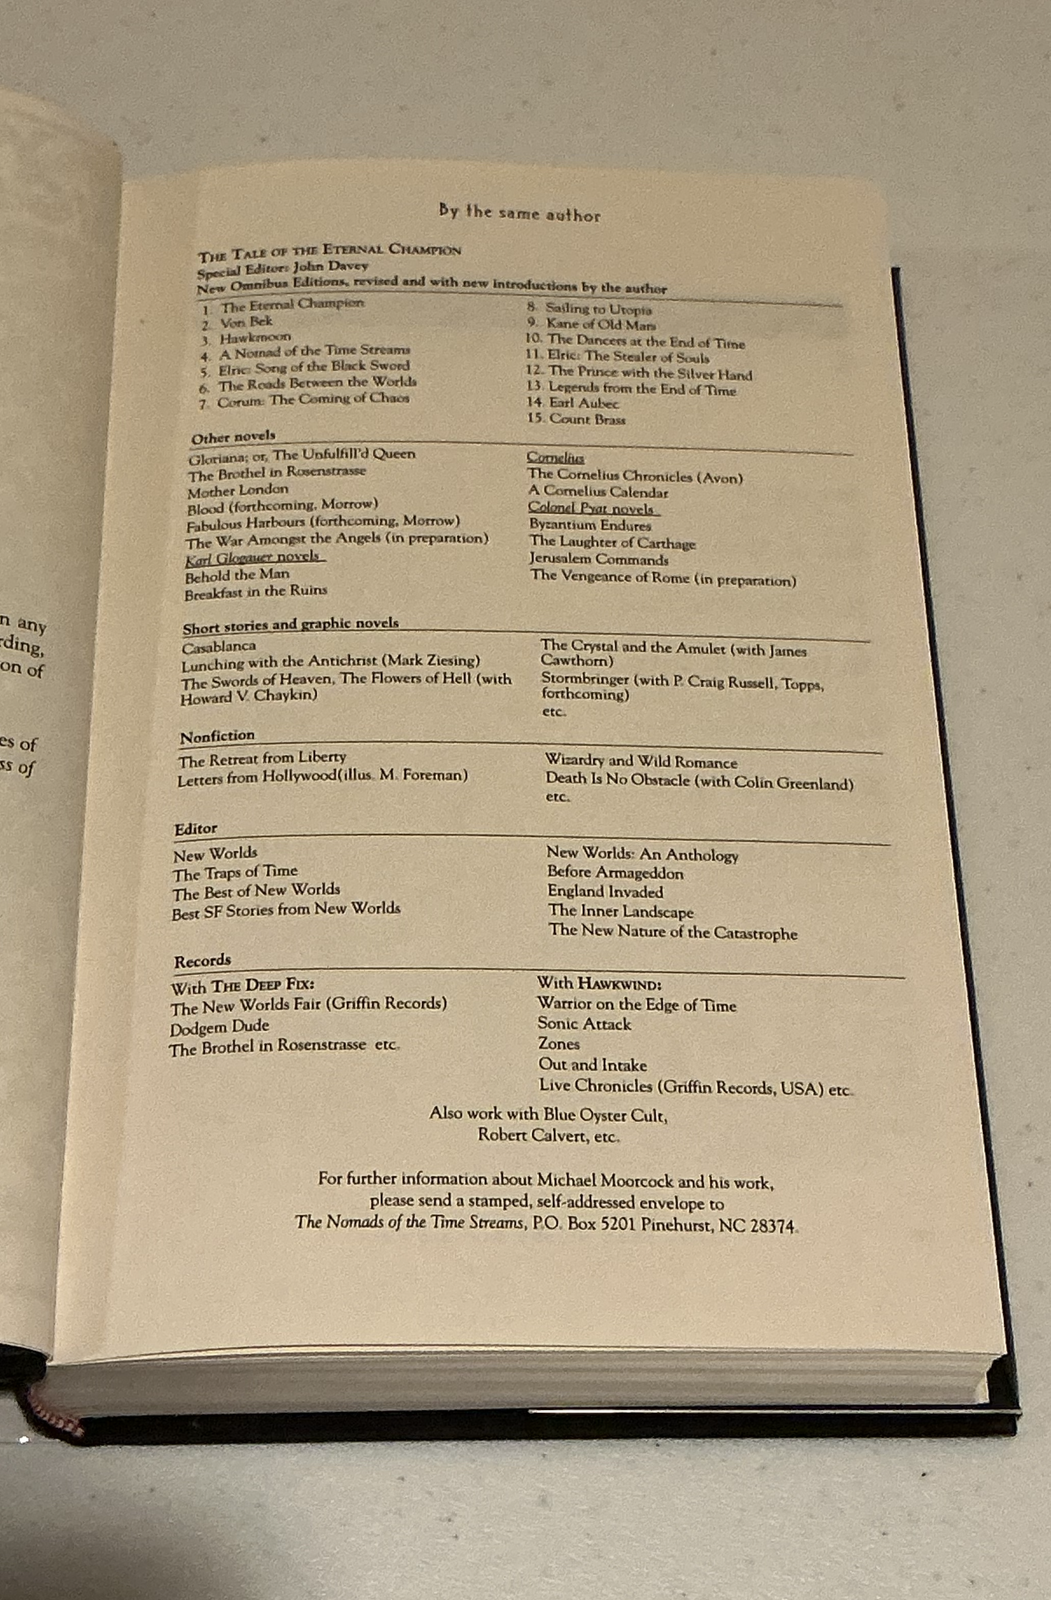 n any
rding,
on of
es of
ss of
By the same author
THE TALE OF THE ETERNAL CHAMPION
Special Editor: John Davey
New Omnibus Editions, revised and with new introductions by the author
1. The Eternal Champion
2. Von Bek
3. Hawkmoon
4. A Nomad of the Time Streams
5. Elric: Song of the Black Sword
6. The Roads Between the Worlds
7. Corum: The Coming of Chaos
8. Sailing to Utopia
9. Kane of Old Mars
10. The Dancers at the End of Time
11. Elric: The Stealer of Souls
12. The Prince with the Silver Hand
13. Legends from the End of Time
14. Earl Aubec
15. Count Brass
Other novels
Gloriana; or, The Unfulfill'd Queen
The Brothel in Rosenstrasse
Mother London
Blood (forthcoming, Morrow)
Fabulous Harbours (forthcoming, Morrow)
The War Amongst the Angels (in preparation)
Karl Glogauer novels
Behold the Man
Breakfast in the Ruins
Cornelius
The Cornelius Chronicles (Avon)
A Cornelius Calendar
Colonel Pyat novels
Byzantium Endures
The Laughter of Carthage
Jerusalem Commands
The Vengeance of Rome (in preparation)
Short stories and graphic novels
Casablanca
Lunching with the Antichrist (Mark Ziesing)
The Swords of Heaven, The Flowers of Hell (with
Howard V. Chaykin)
The Crystal and the Amulet (with James
Cawthorn)
Stormbringer (with P. Craig Russell, Topps,
forthcoming)
etc.
Nonfiction
The Retreat from Liberty
Letters from Hollywood(illus. M. Foreman)
Wizardry and Wild Romance
Death Is No Obstacle (with Colin Greenland)
etc.
Editor
New Worlds
The Traps of Time
The Best of New Worlds
Best SF Stories from New Worlds
New Worlds: An Anthology
Before Armageddon
England Invaded
The Inner Landscape
The New Nature of the Catastrophe
Records
With THE DEEP FIX:
The New Worlds Fair (Griffin Records)
Dodgem Dude
The Brothel in Rosenstrasse etc.
With HAWKWIND:
Warrior on the Edge of Time
Sonic Attack
Zones
Out and Intake
Live Chronicles (Griffin Records, USA) etc.
Also work with Blue Oyster Cult,
Robert Calvert, etc.
For further information about Michael Moorcock and his work,
please send a stamped, self-addressed envelope to
The Nomads of the Time Streams, P.O. Box 5201 Pinehurst, NC 28374.